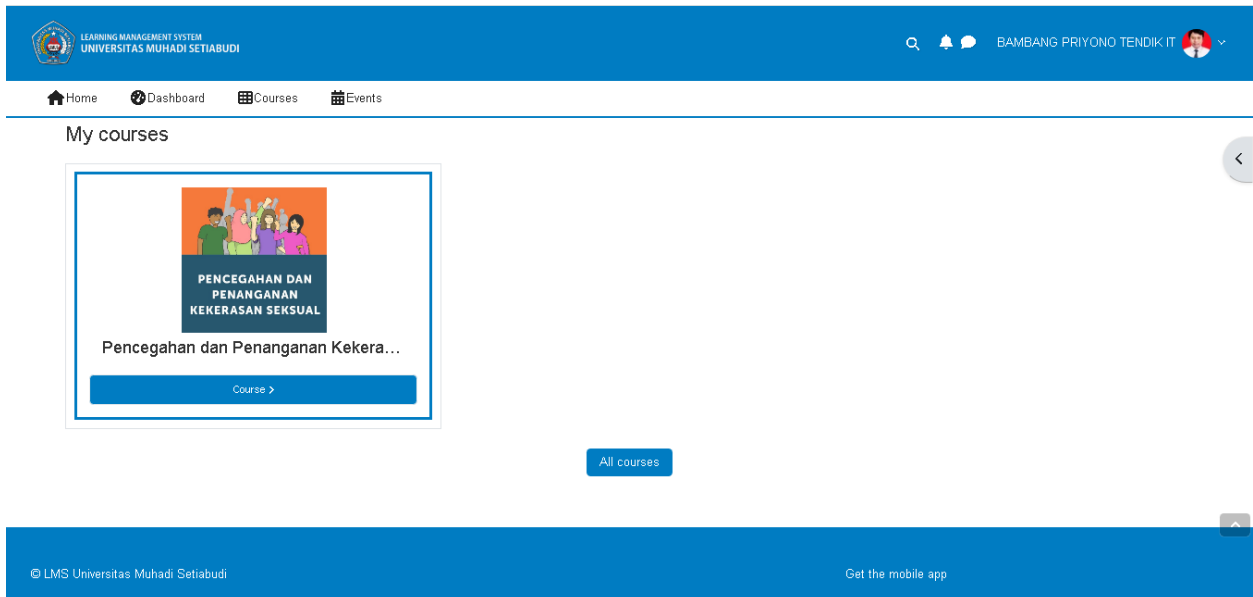 LEARNING MANAGEMENT SYSTEM
UNIVERSITAS MUHADI SETIABUDI
BAMBANG PRIYONO TENDIK IT
Home Dashboard Courses Events
My courses
PENCEGAHAN DAN
PENANGANAN
KEKERASAN SEKSUAL
Pencegahan dan Penanganan Kekera...
Course
All courses
© LMS Universitas Muhadi Setiabudi
Get the mobile app